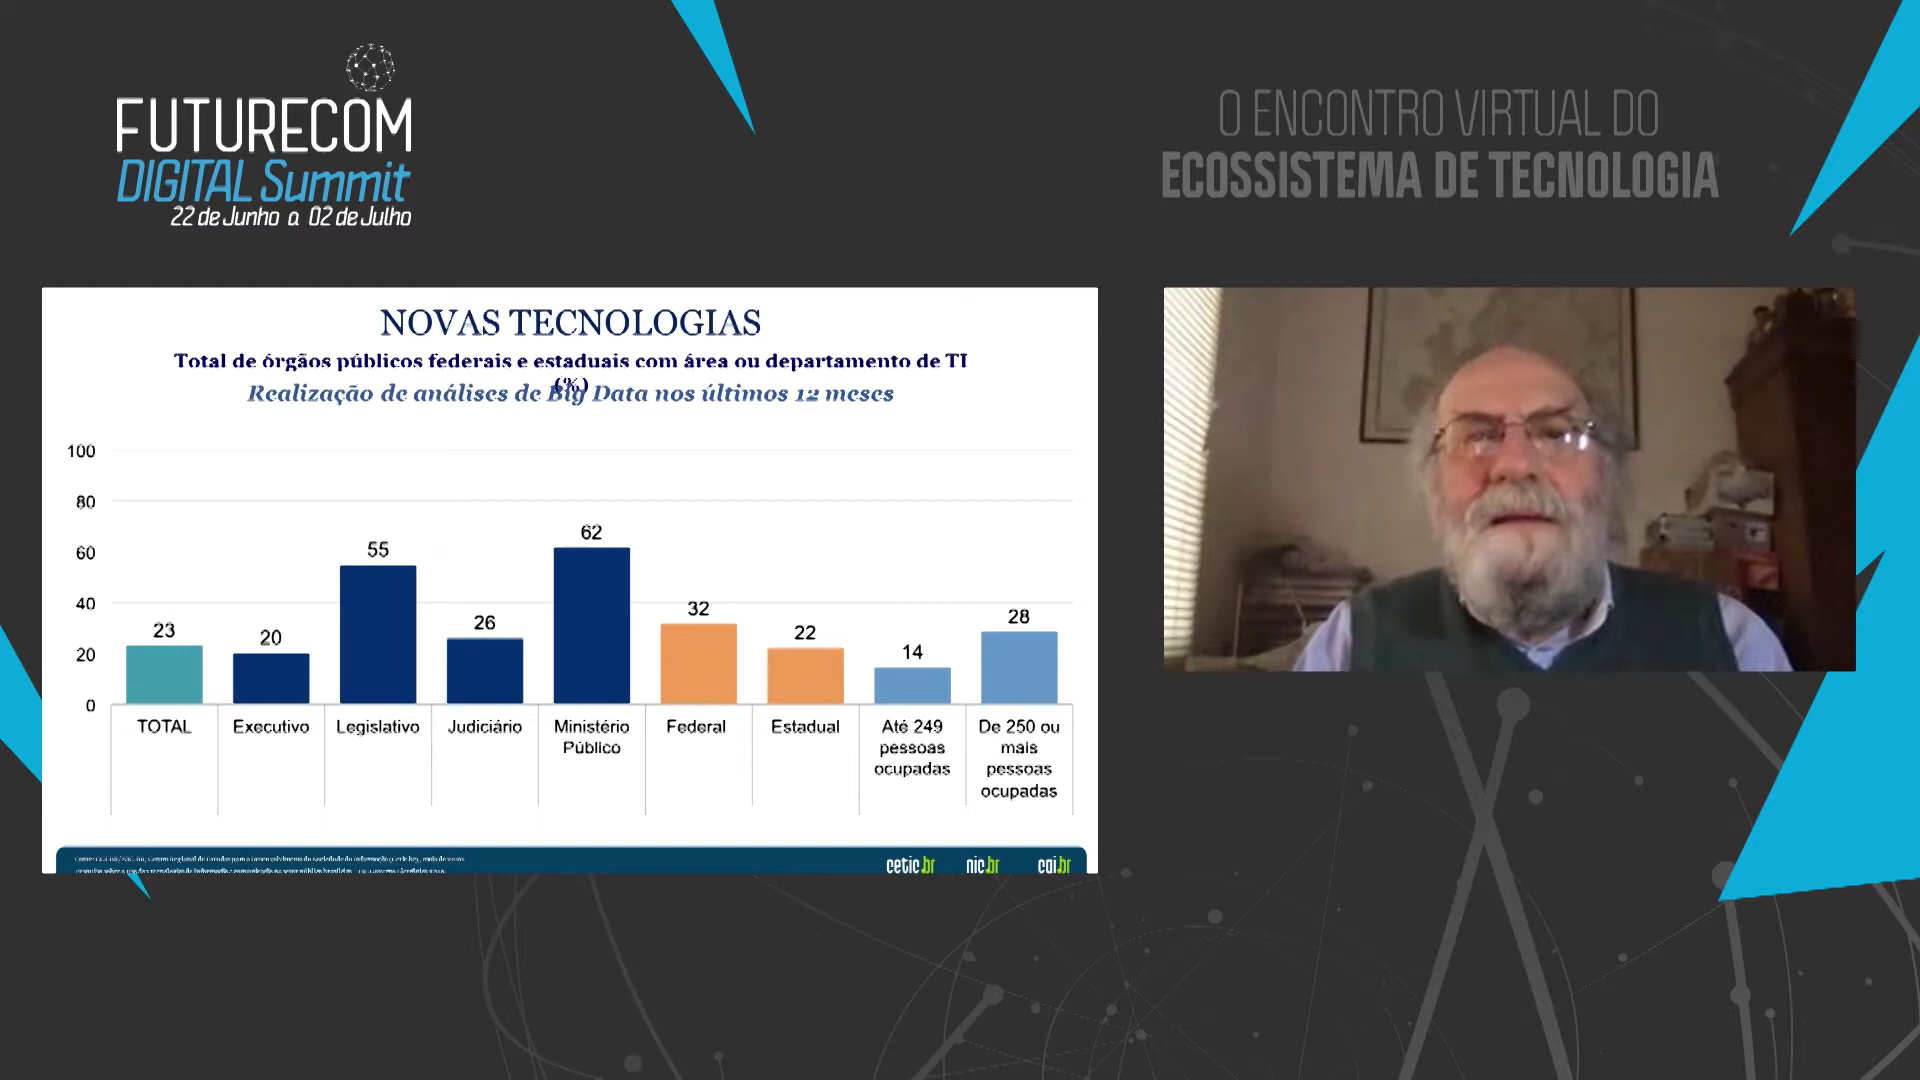 FUTURECOM
DIGITAL Summit
22 de Junho a 02 de Julho
O ENCONTRO VIRTUAL DO
ECOSSISTEMA DE TECNOLOGIA
NOVAS TECNOLOGIAS
Total de órgãos públicos federais e estaduais com área ou departamento de TI
(%)
Realização de análises de Big Data nos últimos 12 meses
100
80
60
40
20
0
23
20
55
26
62
32
22
14
28
TOTAL
Executivo
Legislativo
Judiciário
Ministério
Público
Federal
Estadual
Até 249
pessoas
ocupadas
De 250 ou
mais
pessoas
ocupadas
cetic.br nic.br cgi.br